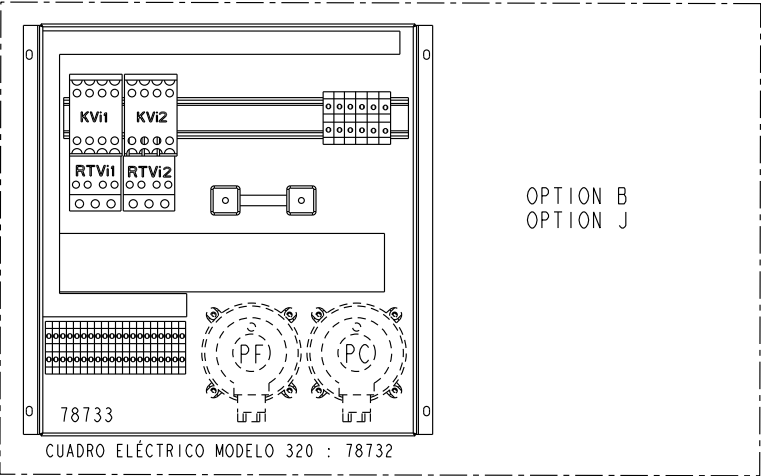 KVi1 KVi2
RTVi1 RTVi2
OPTION B
OPTION J
PF PC
78733
CUADRO ELÉCTRICO MODELO 320 : 78732